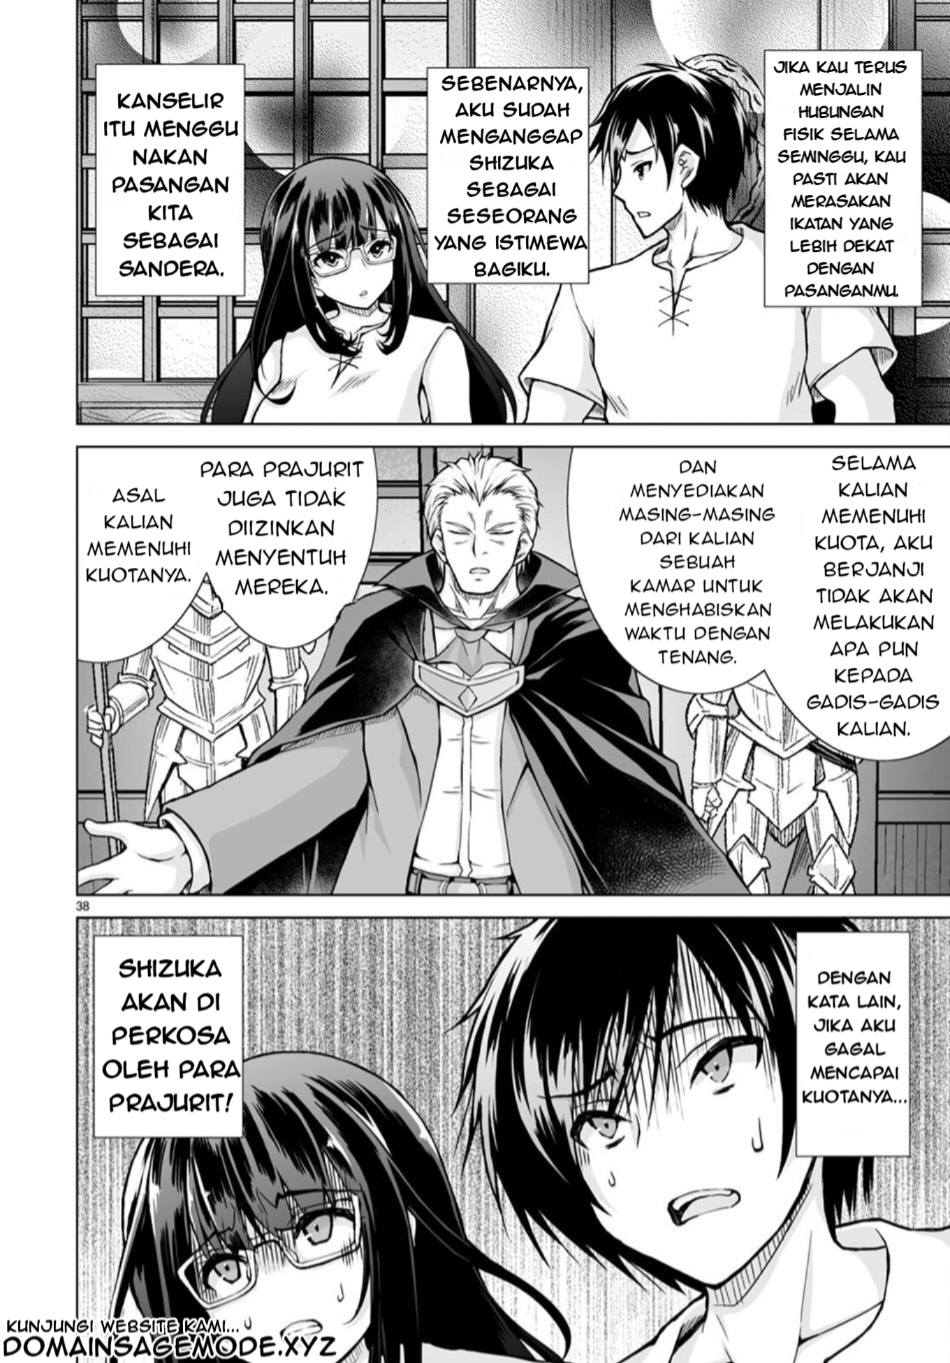 JIKA KAU TERUS
MENJALIN
HUBUNGAN
FISIK SELAMA
SEMINGGU, KAU
PASTI AKAN
MERASAKAN
IKATAN YANG
LEBIH DEKAT
DENGAN
PASANGANMU.
SEBENARNYA,
AKU SUDAH
MENGANGGAP
SHIZUKA
SEBAGAI
SESEORANG
YANG ISTIMEWA
BAGIKU.
KANSELIR
ITU MENGGU
NAKAN
PASANGAN
KITA
SEBAGAI
SANDERA.
SELAMA
KALIAN
MEMENUHI
KUOTA, AKU
BERJANJI
TIDAK AKAN
MELAKUKAN
APA PUN
KEPADA
GADIS-GADIS
KALIAN.
DAN
MENYEDIAKAN
MASING-MASING
DARI KALIAN
SEBUAH
KAMAR UNTUK
MENGHABISKAN
WAKTU DENGAN
TENANG.
PARA PRAJURIT
JUGA TIDAK
DIIZINKAN
MENYENTUH
MEREKA.
ASAL
KALIAN
MEMENUHI
KUOTANYA.
38
DENGAN
KATA LAIN,
JIKA AKU
GAGAL
MENCAPAI
KUOTANYA...
SHIZUKA
AKAN DI
PERKOSA
OLEH PARA
PRAJURIT!
KUNJUNGI WEBSITE KAMI...
DOMAINSAGEMODE.XYZ